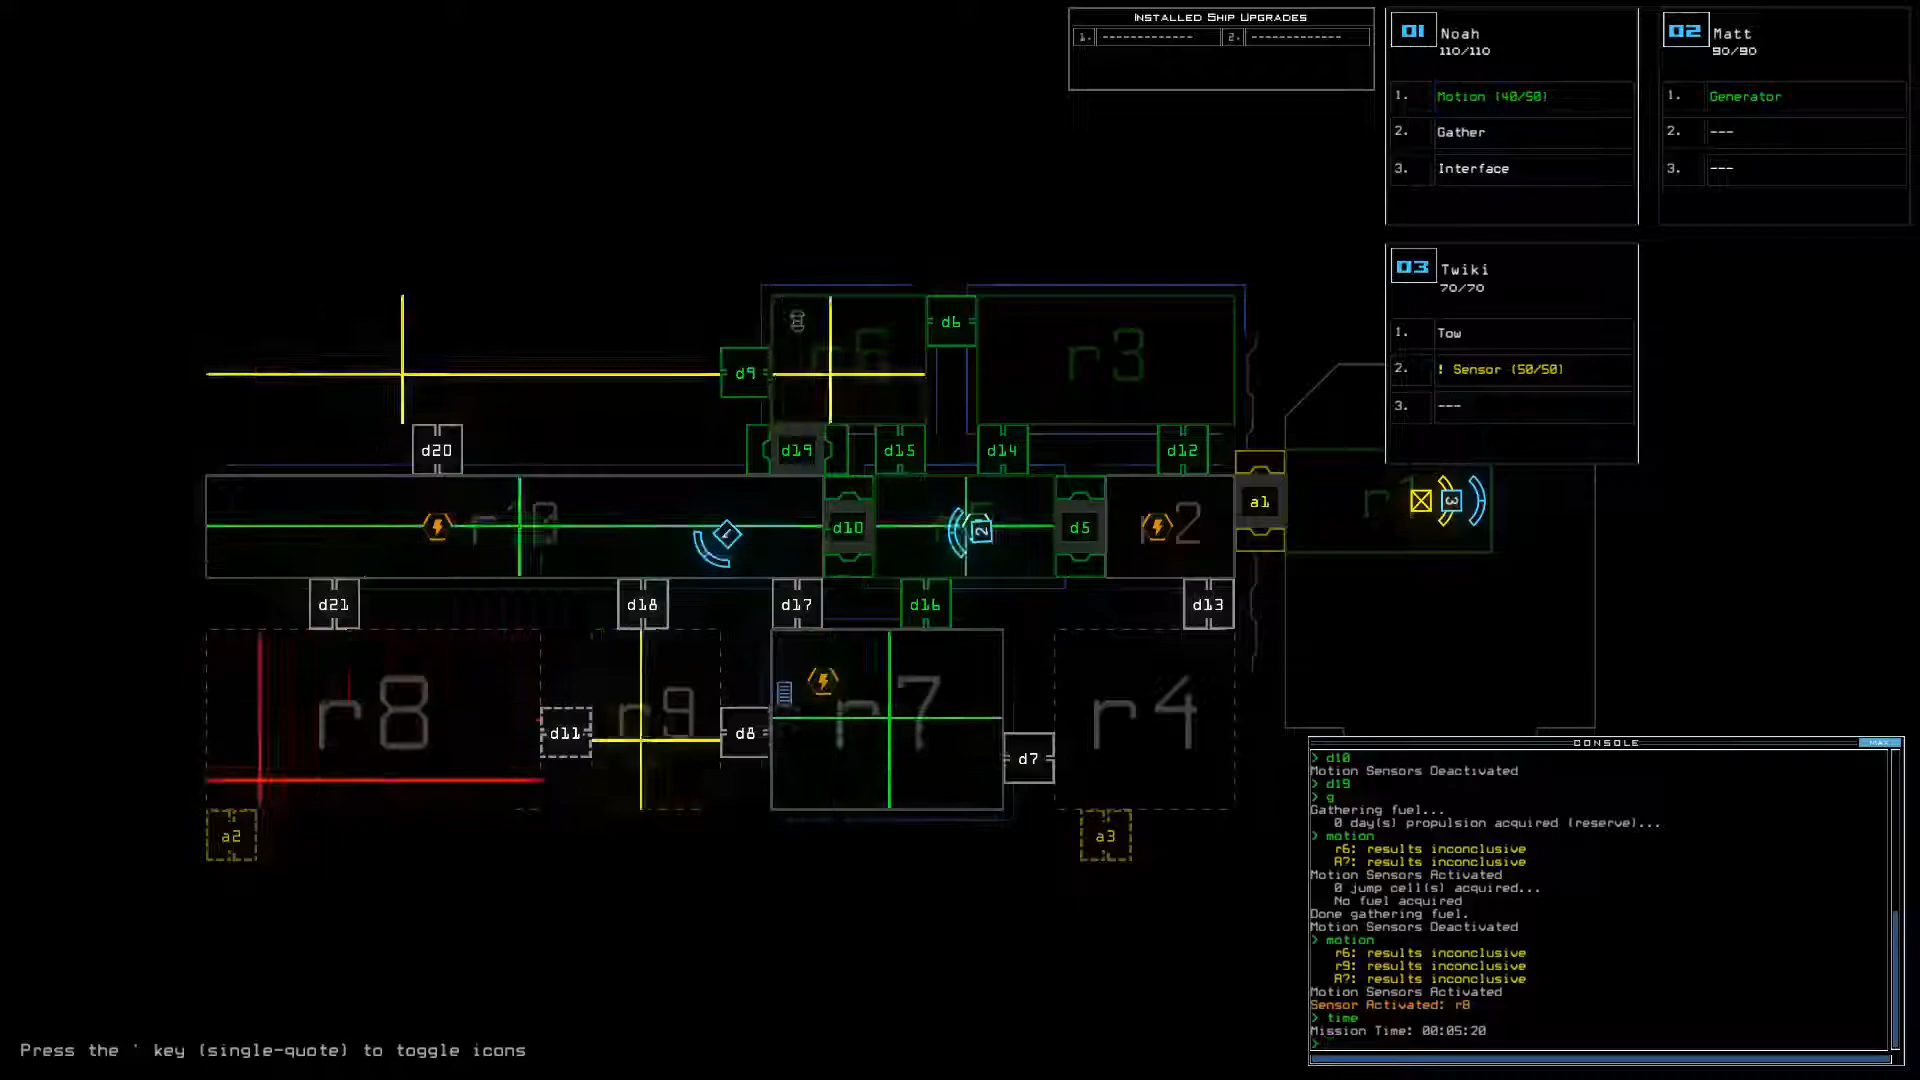 INSTALLED SHIP UPGRADES
1. -------------- 2. --------------
01 Noah
110/110
1. Motion (40/50)
2. Gather
3. Interface
02 Matt
90/90
1. Generator
2. ---
3. ---
03 Twiki
70/70
1. Tow
2. ! Sensor (50/50)
3. ---
d6
d9
r3
d20
d19
d15
d14
d12
d10
d5
a1
3
2
d21
d18
d17
d16
d13
r8
d11
r9
d8
r7
d7
r4
a2
a3
CONSOLE
MAX
> d10
Motion Sensors Deactivated
> d19
> g
Gathering fuel...
0 day(s) propulsion acquired (reserve)...
> motion
r6: results inconclusive
A?: results inconclusive
Motion Sensors Activated
0 jump cell(s) acquired...
No fuel acquired
Done gathering fuel.
Motion Sensors Deactivated
> motion
r6: results inconclusive
r9: results inconclusive
A?: results inconclusive
Motion Sensors Activated
Sensor Activated: r8
> time
Mission Time: 00:05:20
>
Press the ' key (single-quote) to toggle icons